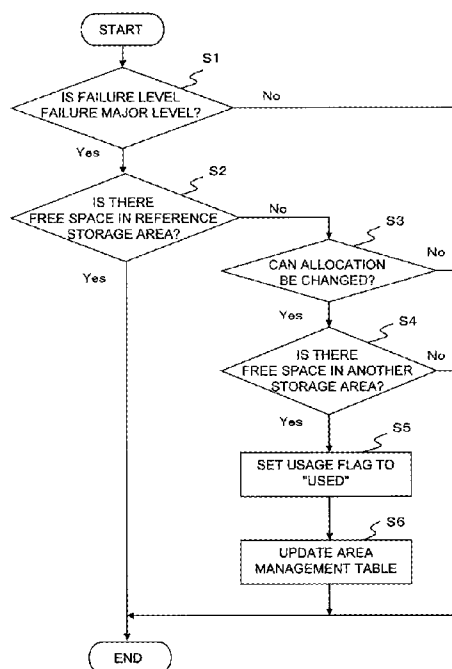 START
S1
IS FAILURE LEVEL
FAILURE MAJOR LEVEL?
No
Yes
S2
IS THERE
FREE SPACE IN REFERENCE
STORAGE AREA?
No
Yes
S3
CAN ALLOCATION
BE CHANGED?
No
Yes
S4
IS THERE
FREE SPACE IN ANOTHER
STORAGE AREA?
No
Yes
S5
SET USAGE FLAG TO
"USED"
S6
UPDATE AREA
MANAGEMENT TABLE
END